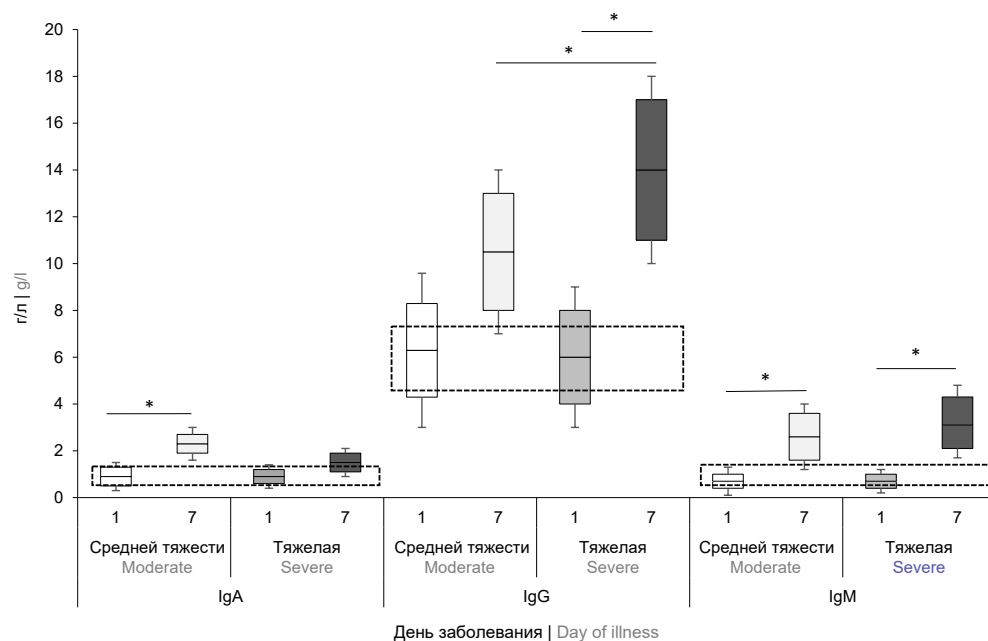 *
20
*
18
16
14
12
10
г/л | g/l
8
6
*
*
4
*
2
0
1 7 1 7 1 7 1 7 1 7 1 7
Средней тяжести Тяжелая Средней тяжести Тяжелая Средней тяжести Тяжелая
Moderate Severe Moderate Severe Moderate Severe
IgA IgG IgM
День заболевания | Day of illness